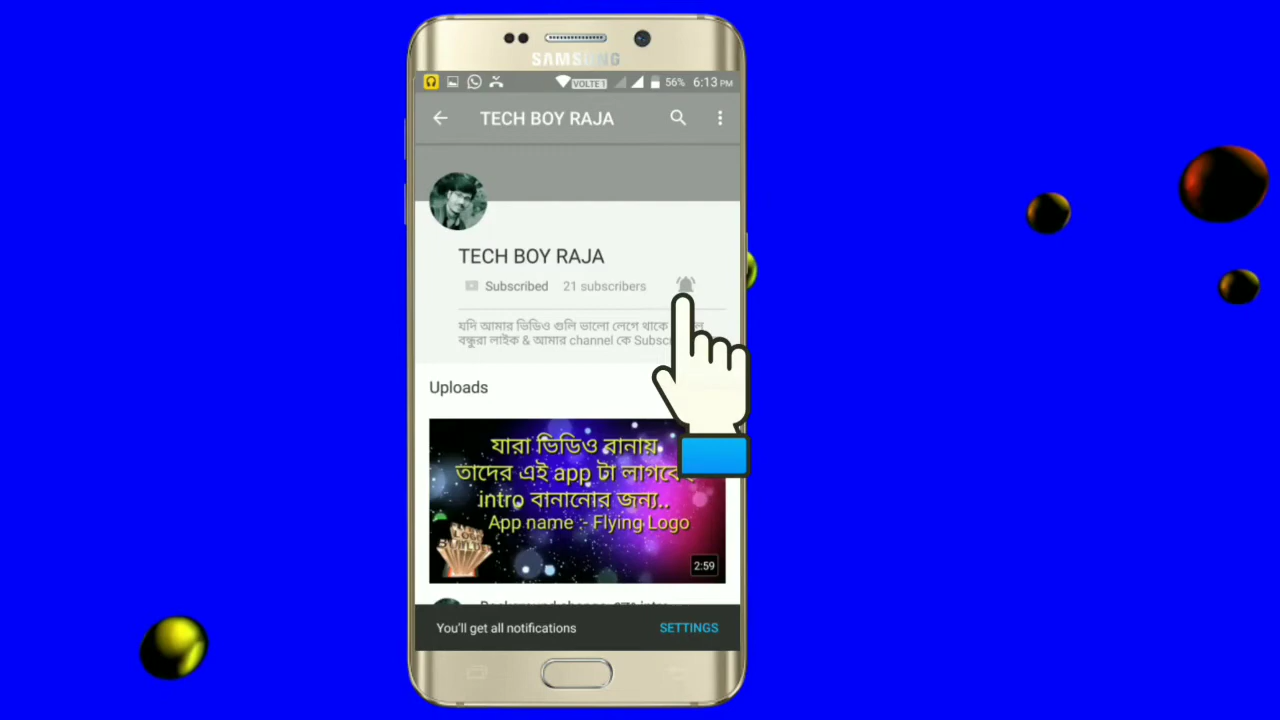 SAMSUNG
VOLTE 1 56% 6:13 PM
TECH BOY RAJA
TECH BOY RAJA
Subscribed 21 subscribers
যদি আমার ভিডিও গুলি ভালো লেগে থাকে
বন্ধুরা লাইক & আমার channel কে
Uploads
যারা ভিডিও বানায়
তাদের এই app টা
intro বানানোর জন্য..
App name :- Flying Logo
2:59
You'll get all notifications SETTINGS